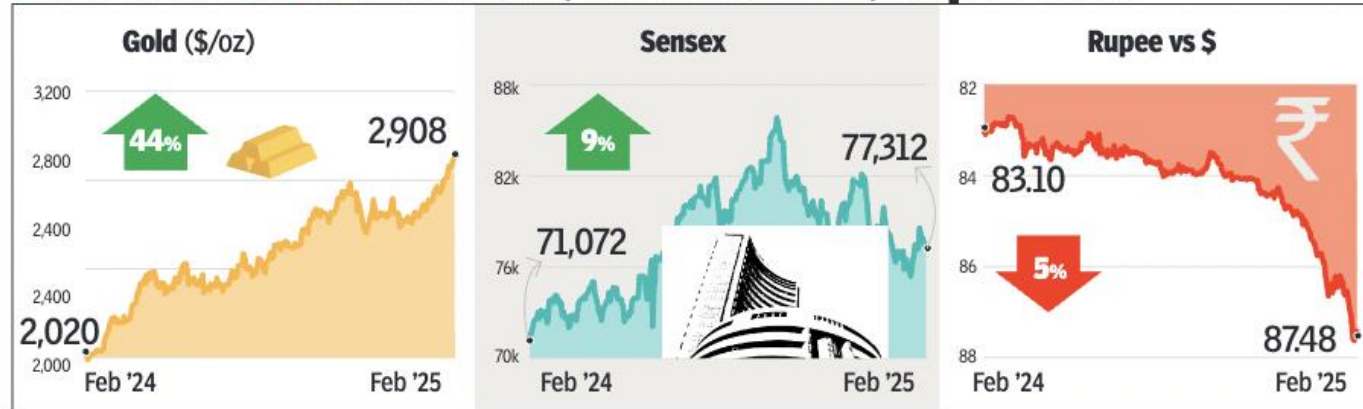 Gold ($/oz)
3,200
2,800
2,400
2,400
2,000
44%
2,908
2,020
Feb '24
Feb '25
Sensex
88k
82k
76k
70k
9%
77,312
71,072
Feb '24
Feb '25
Rupee vs $
82
84
86
88
₹
83.10
5%
87.48
Feb '24
Feb '25